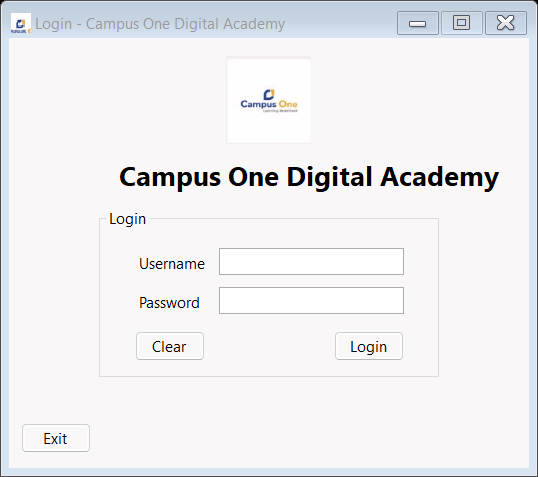 Login - Campus One Digital Academy
Campus One
Campus One Digital Academy
Login
Username
Password
Clear
Login
Exit